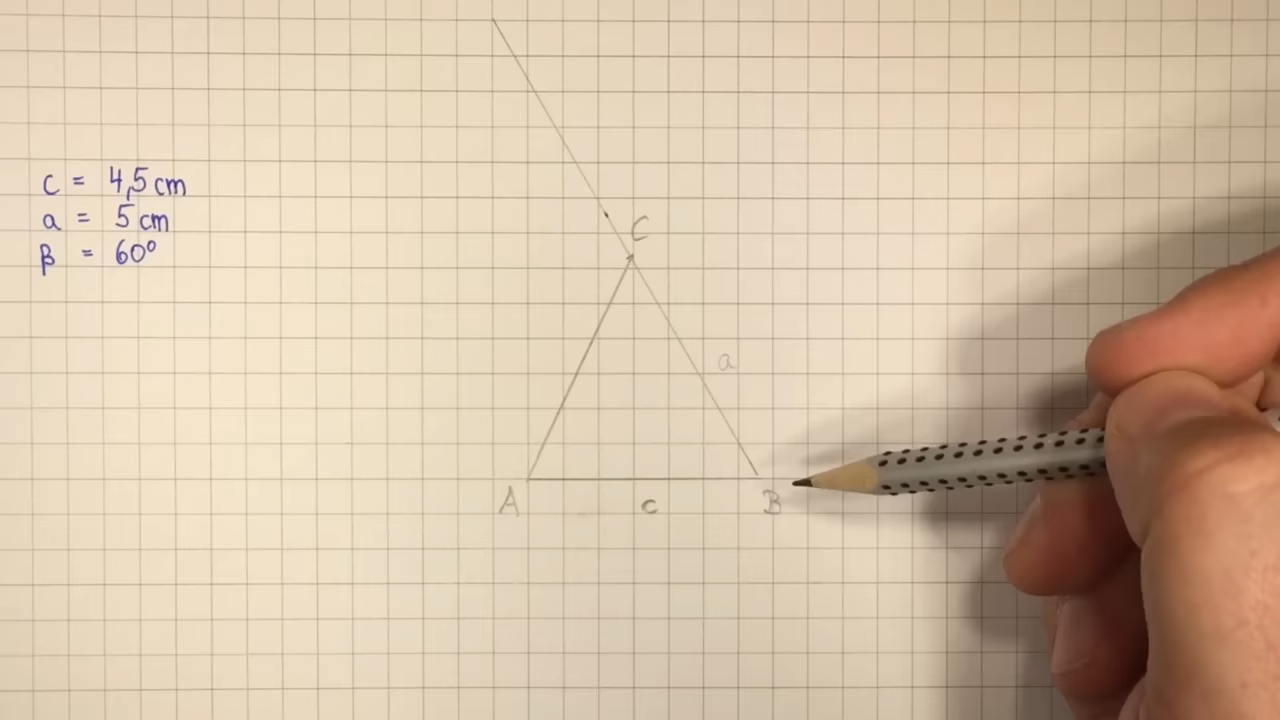 c = 4,5 cm
a = 5 cm
β = 60°
C
a
A
c
B